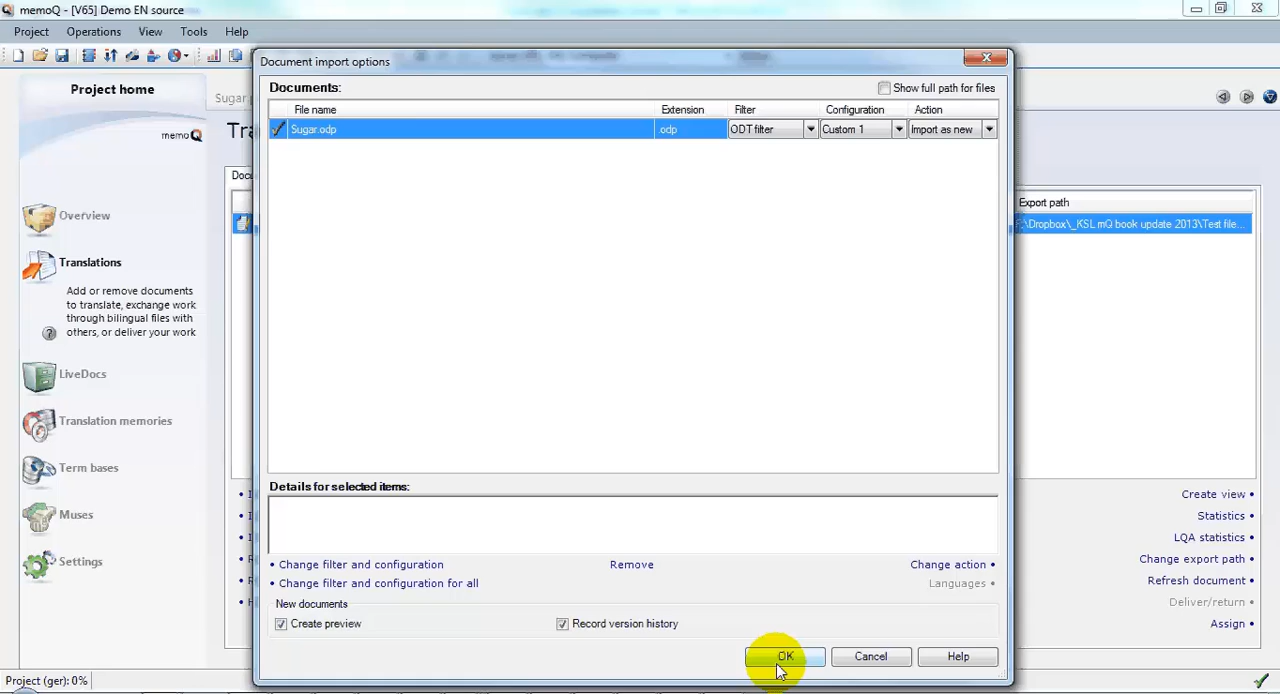 memoQ - [V65] Demo EN source
Project Operations View Tools Help
Document import options
Project home
Documents:
Show full path for files
Sugar.
File name Extension Filter Configuration Action
Sugar.odp .odp ODT filter Custom 1 Import as new
memoQ
Tra
Docu
Export path
:\Dropbox\_KSL mQ book update 2013\Test file...
Overview
Translations
Add or remove documents
to translate, exchange work
through bilingual files with
others, or deliver your work
LiveDocs
Translation memories
Term bases
Muses
Settings
Details for selected items:
• Change filter and configuration Remove Change action •
• Change filter and configuration for all Languages •
New documents
Create preview Record version history
OK Cancel Help
Create view •
Statistics •
LQA statistics •
Change export path •
Refresh document •
Deliver/return •
Assign •
Project (ger): 0%